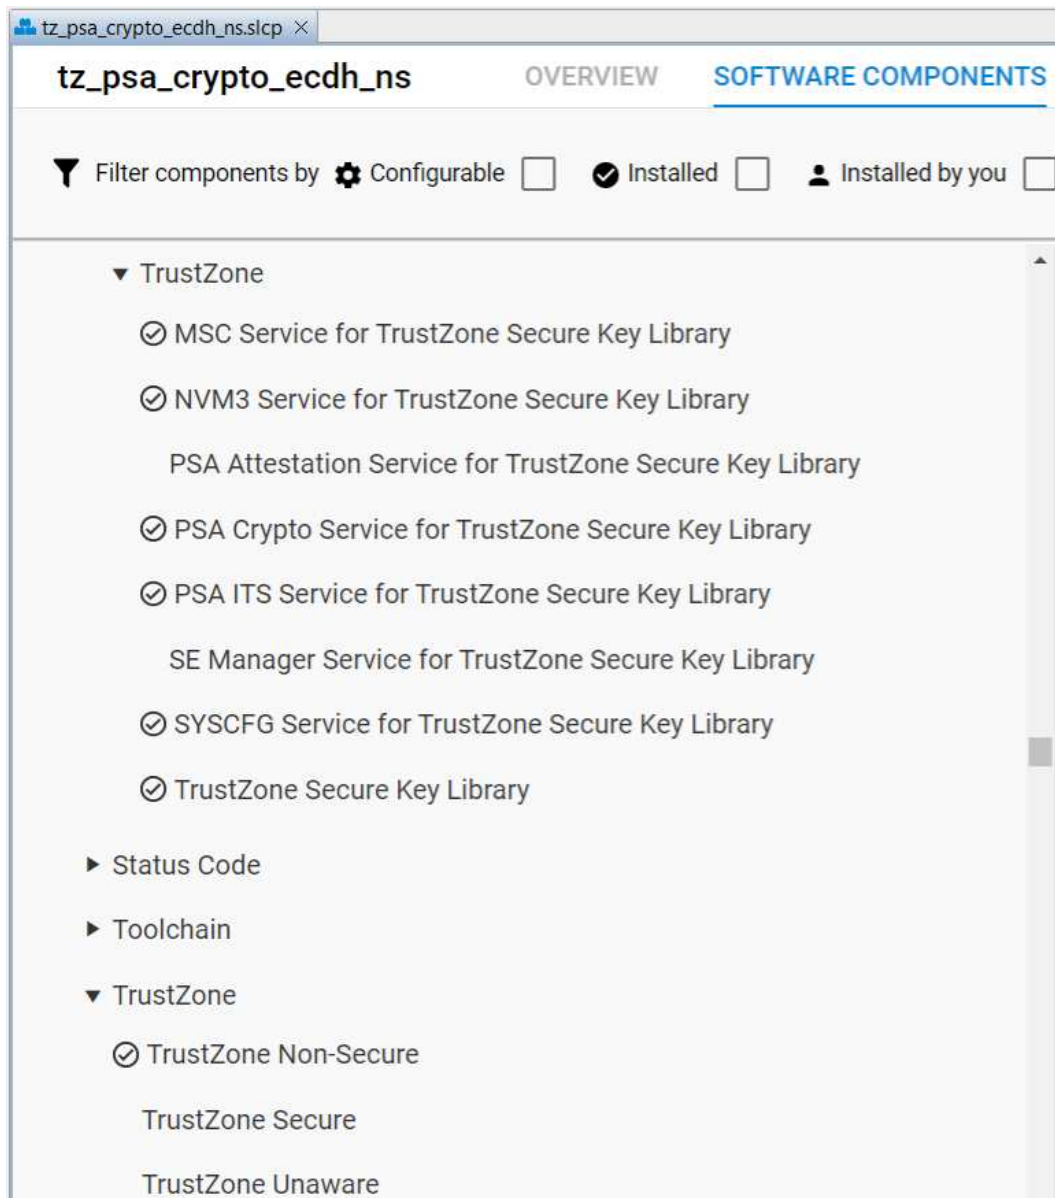 tz_psa_crypto_ecdh_ns.slcp
tz_psa_crypto_ecdh_ns OVERVIEW SOFTWARE COMPONENTS
Filter components by Configurable Installed Installed by you
TrustZone
MSC Service for TrustZone Secure Key Library
NVM3 Service for TrustZone Secure Key Library
PSA Attestation Service for TrustZone Secure Key Library
PSA Crypto Service for TrustZone Secure Key Library
PSA ITS Service for TrustZone Secure Key Library
SE Manager Service for TrustZone Secure Key Library
SYSCFG Service for TrustZone Secure Key Library
TrustZone Secure Key Library
Status Code
Toolchain
TrustZone
TrustZone Non-Secure
TrustZone Secure
TrustZone Unaware